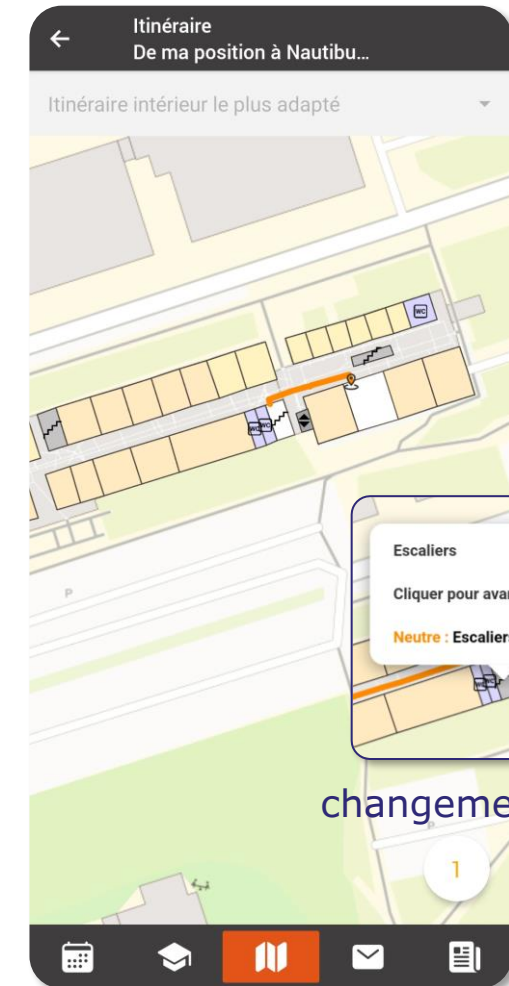 Itinéraire
De ma position à Nautibu...
Itinéraire intérieur le plus adapté
WC
WC
WC
P
Escaliers
Cliquer pour avar
Neutre : Escaliers
changeme
P
1